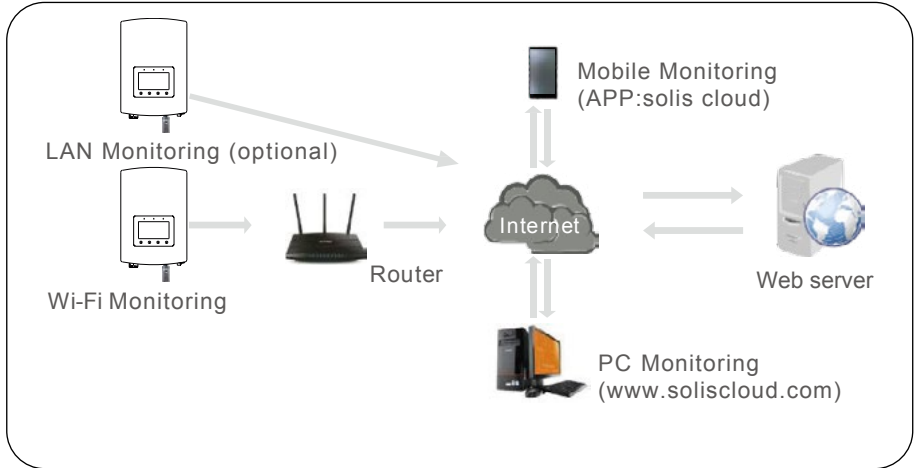 Mobile Monitoring
(APP:solis cloud)
LAN Monitoring (optional)
Internet
Router
Web server
Wi-Fi Monitoring
PC Monitoring
(www.soliscloud.com)